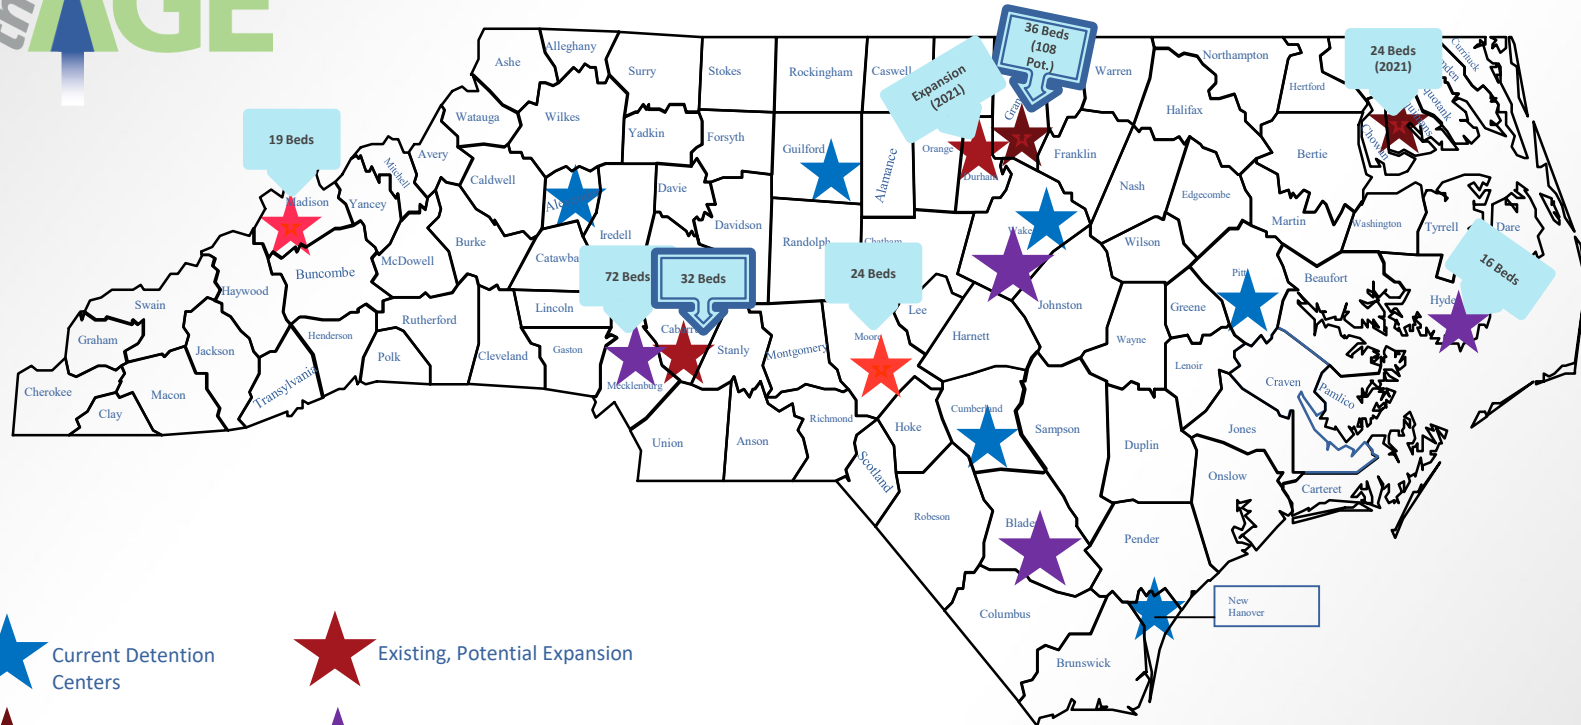 AGE
36 Beds
(108
Pot.)
24 Beds
(2021)
Expansion
(2021)
19 Beds
72 Beds
32 Beds
24 Beds
16 Beds
Ashe
Alleghany
Surry
Stokes
Rockingham
Caswell
Warren
Northampton
Hertford
Currituck
Watauga
Wilkes
Yadkin
Forsyth
Guilford
Alamance
Orange
Durham
Franklin
Halifax
Bertie
Chowan
Madison
Yancey
Mitchell
Avery
Caldwell
Iredell
Davie
Davidson
Randolph
Chatham
Wake
Nash
Edgecombe
Martin
Washington
Tyrrell
Dare
Swain
Haywood
Buncombe
McDowell
Burke
Catawba
Lincoln
Lee
Johnston
Wilson
Pitt
Greene
Beaufort
Hyde
Graham
Cherokee
Clay
Macon
Jackson
Transylvania
Henderson
Polk
Rutherford
Cleveland
Gaston
Mecklenburg
Stanly
Montgomery
Moore
Harnett
Wayne
Lenoir
Craven
Pamlico
Union
Anson
Richmond
Scotland
Hoke
Cumberland
Sampson
Duplin
Jones
Onslow
Carteret
Robeson
Pender
Columbus
Brunswick
New
Hanover
Current Detention
Centers
Existing, Potential Expansion